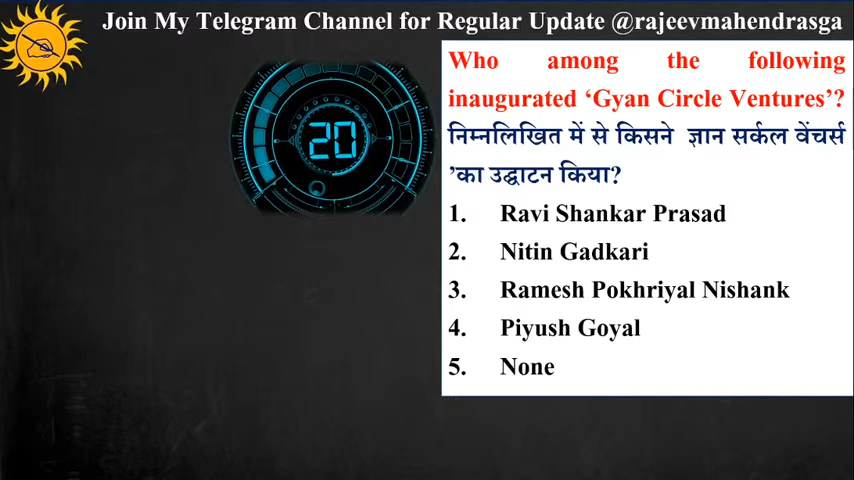 Join My Telegram Channel for Regular Update @rajeevmahendrasga
20
Who among the following
inaugurated ‘Gyan Circle Ventures’?
निम्नलिखित में से किसने ज्ञान सर्कल वेंचर्स
’का उद्घाटन किया?
1. Ravi Shankar Prasad
2. Nitin Gadkari
3. Ramesh Pokhriyal Nishank
4. Piyush Goyal
5. None